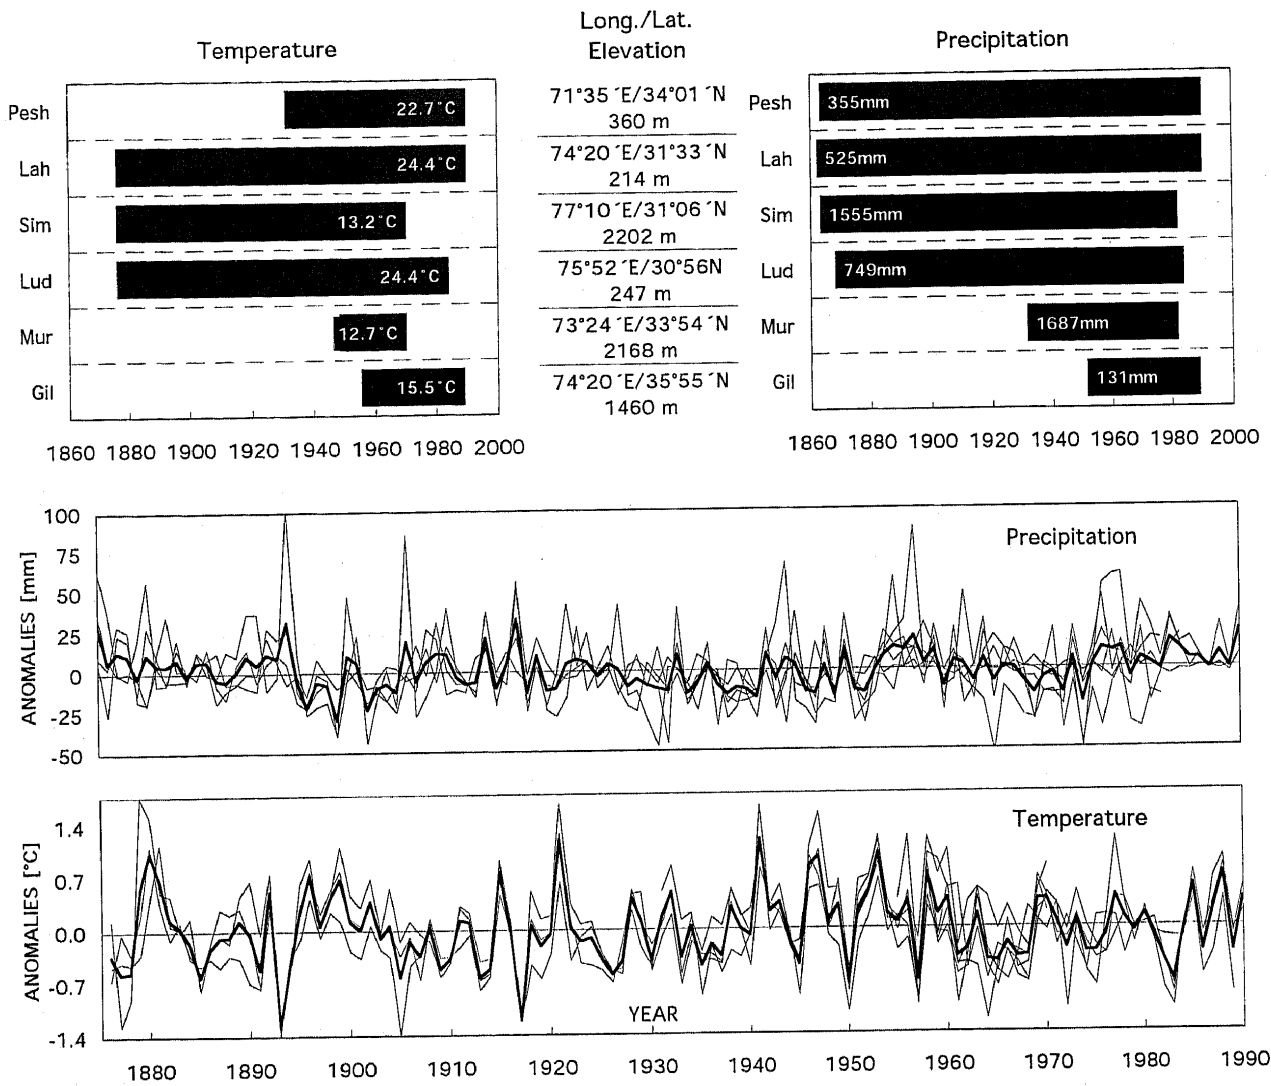 Long./Lat.
Temperature Elevation Precipitation
Pesh 22.7°C 71°35´E/34°01´N Pesh 355mm
360 m
Lah 24.4°C 74°20´E/31°33´N Lah 525mm
214 m
Sim 13.2°C 77°10´E/31°06´N Sim 1555mm
2202 m
Lud 24.4°C 75°52´E/30°56N Lud 749mm
247 m
Mur 12.7°C 73°24´E/33°54´N Mur 1687mm
2168 m
Gil 15.5°C 74°20´E/35°55´N Gil 131mm
1460 m
1860 1880 1900 1920 1940 1960 1980 2000
1860 1880 1900 1920 1940 1960 1980 2000
Precipitation
ANOMALIES [mm]
100
75
50
25
0
-25
-50
Temperature
ANOMALIES [°C]
1.4
0.7
0.0
-0.7
-1.4
YEAR
1880 1890 1900 1910 1920 1930 1940 1950 1960 1970 1980 1990